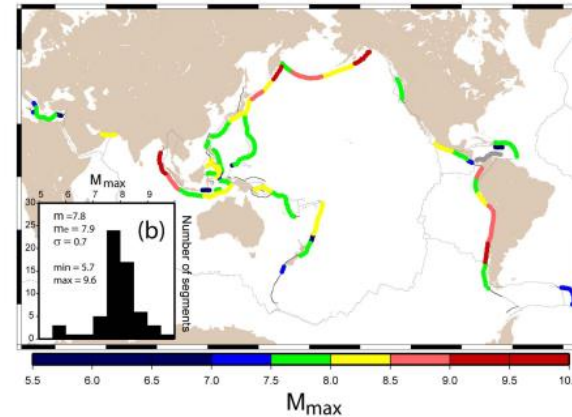 5 6 7 8 9
Mmax
(b)
m =7.8
me = 7.9
σ = 0.7
min = 5.7
max = 9.6
30
25
20
15
10
5
0
Number of segments
5.5 6.0 6.5 7.0 7.5 8.0 8.5 9.0 9.5 10.
Mmax